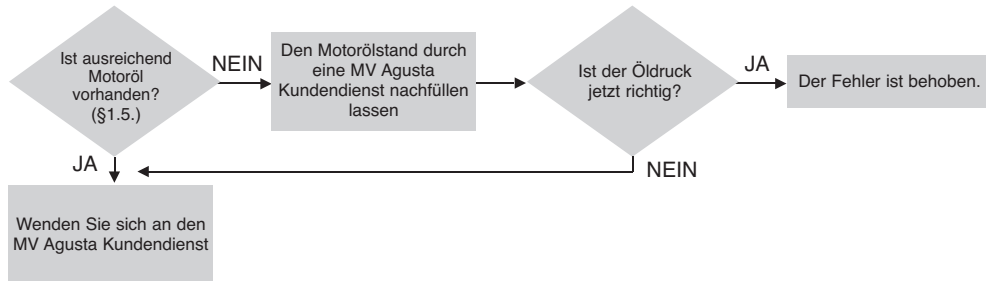 Ist ausreichend
Motoröl
vorhanden?
(§1.5.)
NEIN
Den Motorölstand durch
eine MV Agusta
Kundendienst nachfüllen
lassen
Ist der Öldruck
jetzt richtig?
JA
Der Fehler ist behoben.
JA
NEIN
Wenden Sie sich an den
MV Agusta Kundendienst